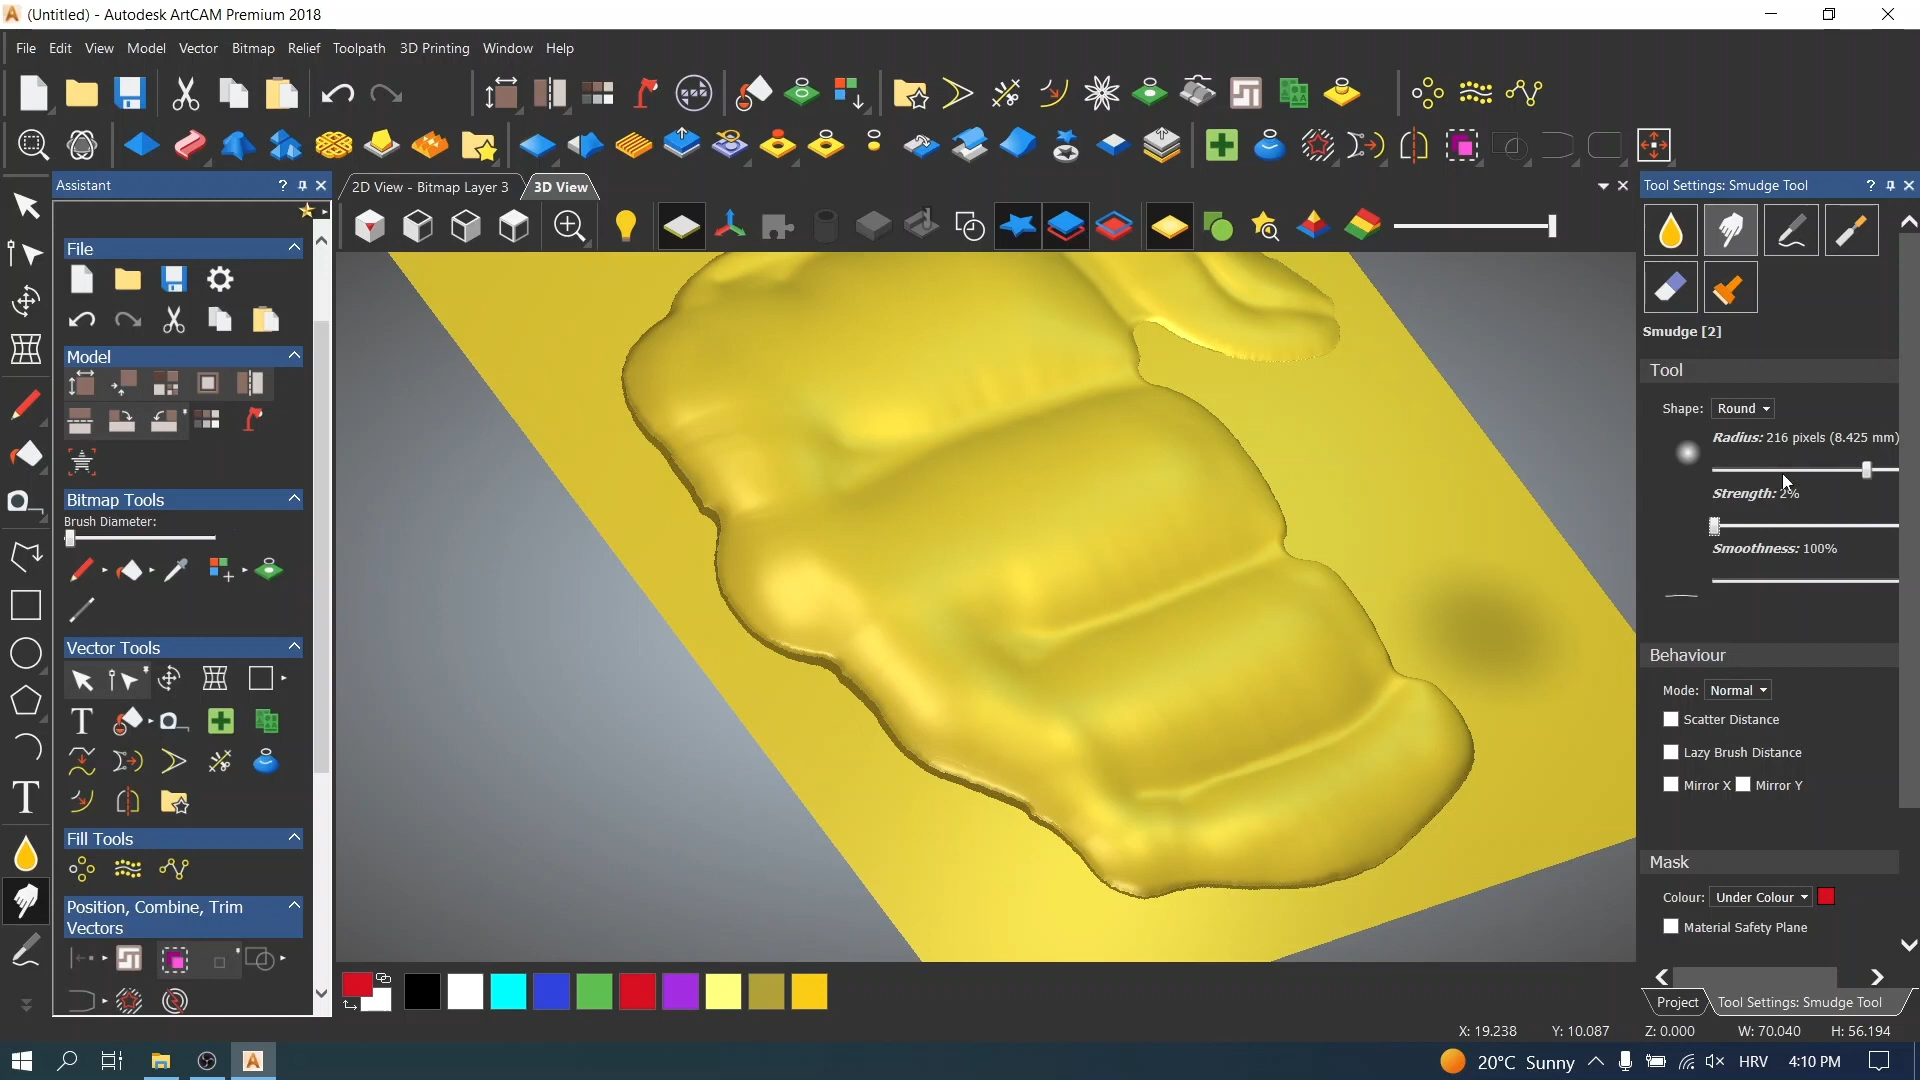 (Untitled) - Autodesk ArtCAM Premium 2018
File Edit View Model Vector Bitmap Relief Toolpath 3D Printing Window Help
Assistant
2D View - Bitmap Layer 3
3D View
Tool Settings: Smudge Tool
File
Model
Bitmap Tools
Brush Diameter:
Vector Tools
Fill Tools
Position, Combine, Trim
Vectors
Smudge [2]
Tool
Shape: Round
Radius: 216 pixels (8.425 mm)
Strength: 2%
Smoothness: 100%
Behaviour
Mode: Normal
Scatter Distance
Lazy Brush Distance
Mirror X Mirror Y
Mask
Colour: Under Colour
Material Safety Plane
Project
Tool Settings: Smudge Tool
X: 19.238 Y: 10.087 Z: 0.000 W: 70.040 H: 56.194
20°C Sunny HRV 4:10 PM